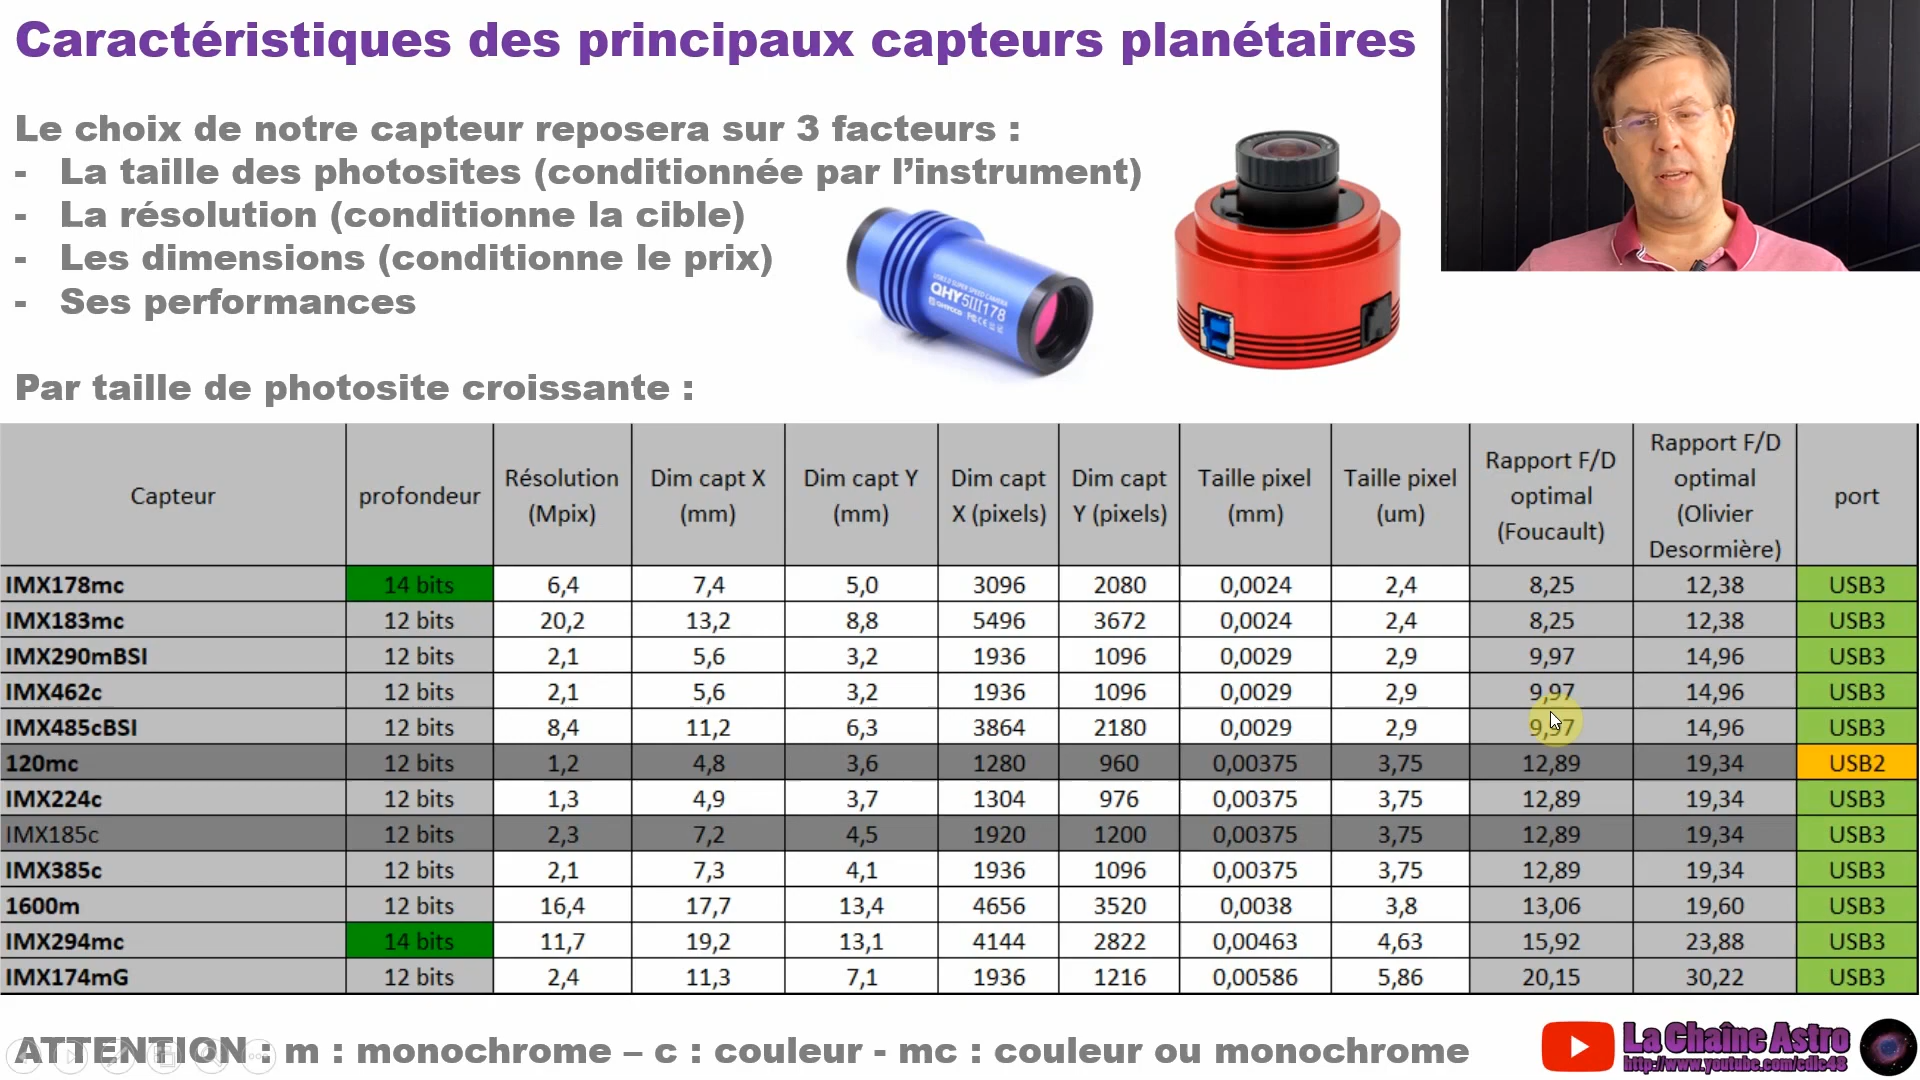 Caractéristiques des principaux capteurs planétaires
Le choix de notre capteur reposera sur 3 facteurs :
- La taille des photosites (conditionnée par l’instrument)
- La résolution (conditionne la cible)
- Les dimensions (conditionne le prix)
- Ses performances
USB3.0 SUPER SPEED CAMERA
QHY5III178
Par taille de photosite croissante :
Capteur profondeur Résolution (Mpix) Dim capt X (mm) Dim capt Y (mm) Dim capt X (pixels) Dim capt Y (pixels) Taille pixel (mm) Taille pixel (um) Rapport F/D optimal (Foucault) Rapport F/D optimal (Olivier Desormière) port
IMX178mc 14 bits 6,4 7,4 5,0 3096 2080 0,0024 2,4 8,25 12,38 USB3
IMX183mc 12 bits 20,2 13,2 8,8 5496 3672 0,0024 2,4 8,25 12,38 USB3
IMX290mBSI 12 bits 2,1 5,6 3,2 1936 1096 0,0029 2,9 9,97 14,96 USB3
IMX462c 12 bits 2,1 5,6 3,2 1936 1096 0,0029 2,9 9,97 14,96 USB3
IMX485cBSI 12 bits 8,4 11,2 6,3 3864 2180 0,0029 2,9 9,97 14,96 USB3
120mc 12 bits 1,2 4,8 3,6 1280 960 0,00375 3,75 12,89 19,34 USB2
IMX224c 12 bits 1,3 4,9 3,7 1304 976 0,00375 3,75 12,89 19,34 USB3
IMX185c 12 bits 2,3 7,2 4,5 1920 1200 0,00375 3,75 12,89 19,34 USB3
IMX385c 12 bits 2,1 7,3 4,1 1936 1096 0,00375 3,75 12,89 19,34 USB3
1600m 12 bits 16,4 17,7 13,4 4656 3520 0,0038 3,8 13,06 19,60 USB3
IMX294mc 14 bits 11,7 19,2 13,1 4144 2822 0,00463 4,63 15,92 23,88 USB3
IMX174mG 12 bits 2,4 11,3 7,1 1936 1216 0,00586 5,86 20,15 30,22 USB3
ATTENTION : m : monochrome – c : couleur - mc : couleur ou monochrome
La Chaîne Astro
http://www.youtube.com/cdlc48